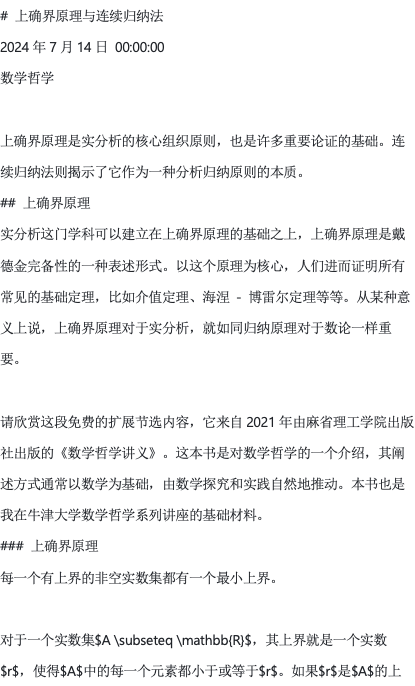 # 上确界原理与连续归纳法
2024 年 7 月 14 日 00:00:00
数学哲学
上确界原理是实分析的核心组织原则，也是许多重要论证的基础。连
续归纳法则揭示了它作为一种分析归纳原则的本质。
## 上确界原理
实分析这门学科可以建立在上确界原理的基础之上，上确界原理是戴
德金完备性的一种表述形式。以这个原理为核心，人们进而证明所有
常见的基础定理，比如介值定理、海涅 - 博雷尔定理等等。从某种意
义上说，上确界原理对于实分析，就如同归纳原理对于数论一样重
要。
请欣赏这段免费的扩展节选内容，它来自 2021 年由麻省理工学院出版
社出版的《数学哲学讲义》。这本书是对数学哲学的一个介绍，其阐
述方式通常以数学为基础，由数学探究和实践自然地推动。本书也是
我在牛津大学数学哲学系列讲座的基础材料。
### 上确界原理
每一个有上界的非空实数集都有一个最小上界。
对于一个实数集$A \subseteq \mathbb{R}$，其上界就是一个实数
$r$，使得$A$中的每一个元素都小于或等于$r$。如果$r$是$A$的上